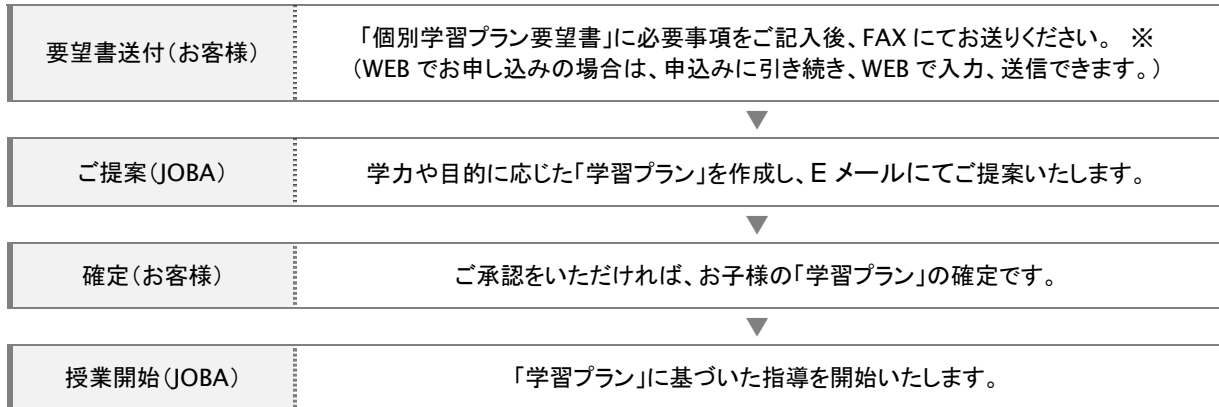 要望書送付(お客様)
「個別学習プラン要望書」に必要事項をご記入後、FAX にてお送りください。 ※
(WEB でお申し込みの場合は、申込みに引き続き、WEB で入力、送信できます。)
▼
ご提案(JOBA)
学力や目的に応じた「学習プラン」を作成し、E メールにてご提案いたします。
▼
確定(お客様)
ご承認をいただければ、お子様の「学習プラン」の確定です。
▼
授業開始(JOBA)
「学習プラン」に基づいた指導を開始いたします。